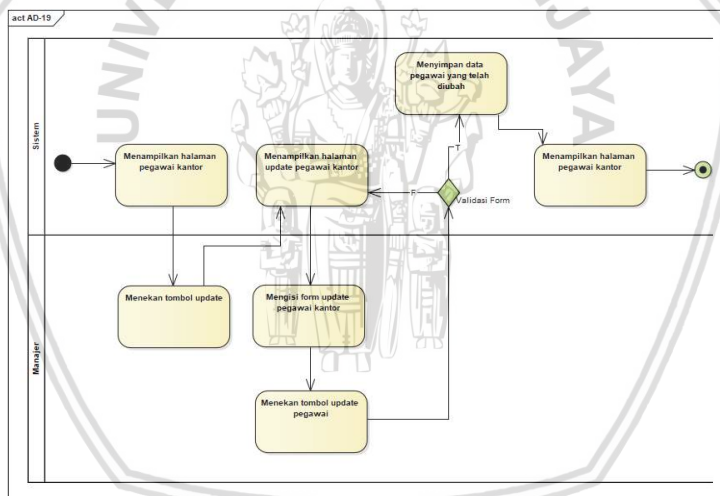 act AD-19
UNIV
JAYA
Sistem
Menyimpan data
pegawai yang telah
diubah
Menampilkan halaman
pegawai kantor
Menampilkan halaman
update pegawai kantor
Menampilkan halaman
pegawai kantor
T
F
Validasi Form
Manajer
Menekan tombol update
Mengisi form update
pegawai kantor
Menekan tombol update
pegawai